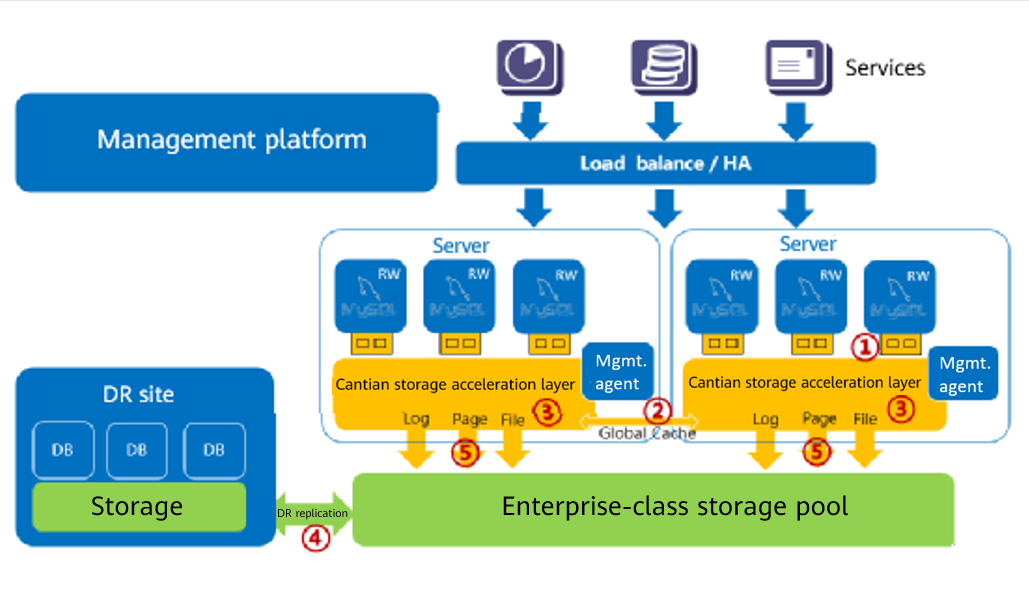 Services
Management platform
Load balance / HA
Server
Server
RW
RW
RW
RW
RW
RW
MySQL
MySQL
MySQL
MySQL
MySQL
MySQL
①
Mgmt.
agent
Mgmt.
agent
Cantian storage acceleration layer
Cantian storage acceleration layer
DR site
③
②
③
Log
Page
File
Log
Page
File
Global Cache
DB
DB
DB
⑤
⑤
Storage
Enterprise-class storage pool
DR replication
④